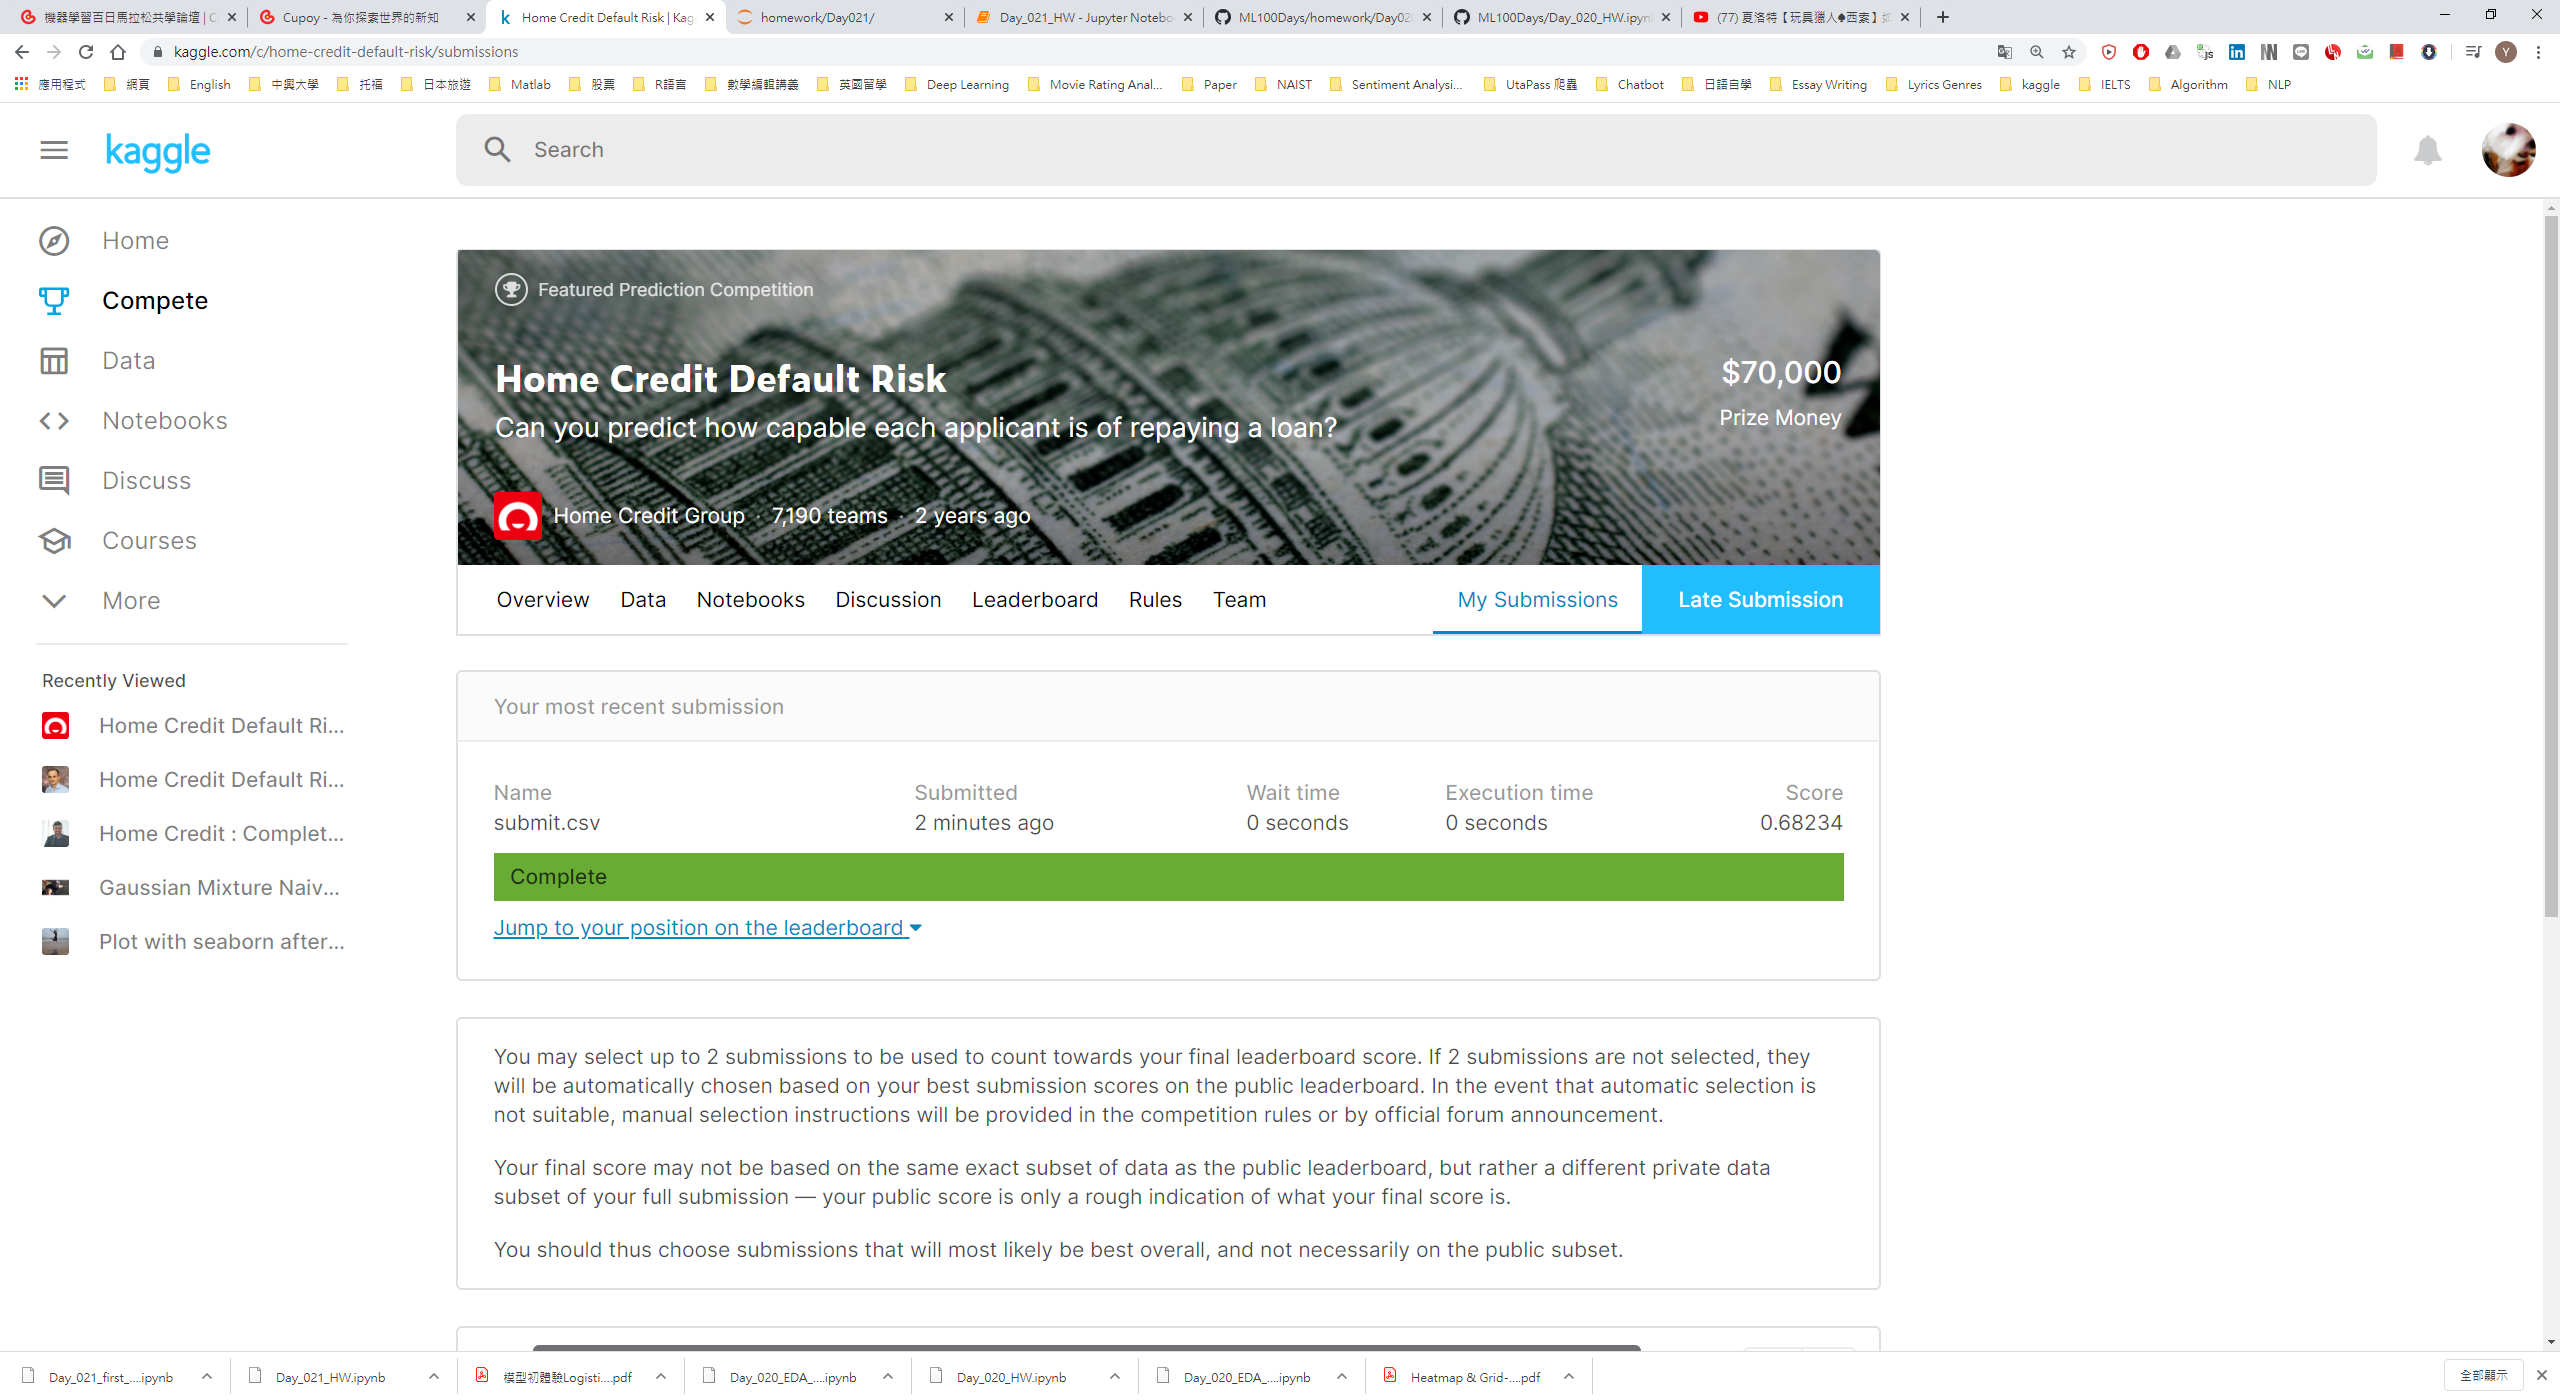 機器學習百日馬拉松共學論壇 | C
Cupoy - 為你探索世界的新知
Home Credit Default Risk | Kag
homework/Day021/
Day_021_HW - Jupyter Notebo
ML100Days/homework/Day02
ML100Days/Day_020_HW.ipyn
(77) 夏洛特【玩具獵人♠西索】
kaggle.com/c/home-credit-default-risk/submissions
應用程式 網頁 English 中興大學 托福 日本旅遊 Matlab 股票 R語言 數學編輯講義 英國留學 Deep Learning Movie Rating Anal... Paper NAIST Sentiment Analysi... UtaPass 爬蟲 Chatbot 日語自學 Essay Writing Lyrics Genres kaggle IELTS Algorithm NLP
kaggle
Search
Home
Compete
Data
Notebooks
Discuss
Courses
More
Recently Viewed
Home Credit Default Ri...
Home Credit Default Ri...
Home Credit : Complet...
Gaussian Mixture Naiv...
Plot with seaborn after...
Featured Prediction Competition
Home Credit Default Risk
Can you predict how capable each applicant is of repaying a loan?
$70,000
Prize Money
Home Credit Group · 7,190 teams · 2 years ago
Overview Data Notebooks Discussion Leaderboard Rules Team My Submissions Late Submission
Your most recent submission
Name Submitted Wait time Execution time Score
submit.csv 2 minutes ago 0 seconds 0 seconds 0.68234
Complete
Jump to your position on the leaderboard
You may select up to 2 submissions to be used to count towards your final leaderboard score. If 2 submissions are not selected, they
will be automatically chosen based on your best submission scores on the public leaderboard. In the event that automatic selection is
not suitable, manual selection instructions will be provided in the competition rules or by official forum announcement.
Your final score may not be based on the same exact subset of data as the public leaderboard, but rather a different private data
subset of your full submission — your public score is only a rough indication of what your final score is.
You should thus choose submissions that will most likely be best overall, and not necessarily on the public subset.
Day_021_first_....ipynb
Day_021_HW.ipynb
模型初體驗Logisti....pdf
Day_020_EDA_....ipynb
Day_020_HW.ipynb
Day_020_EDA_....ipynb
Heatmap & Grid-....pdf
全部顯示